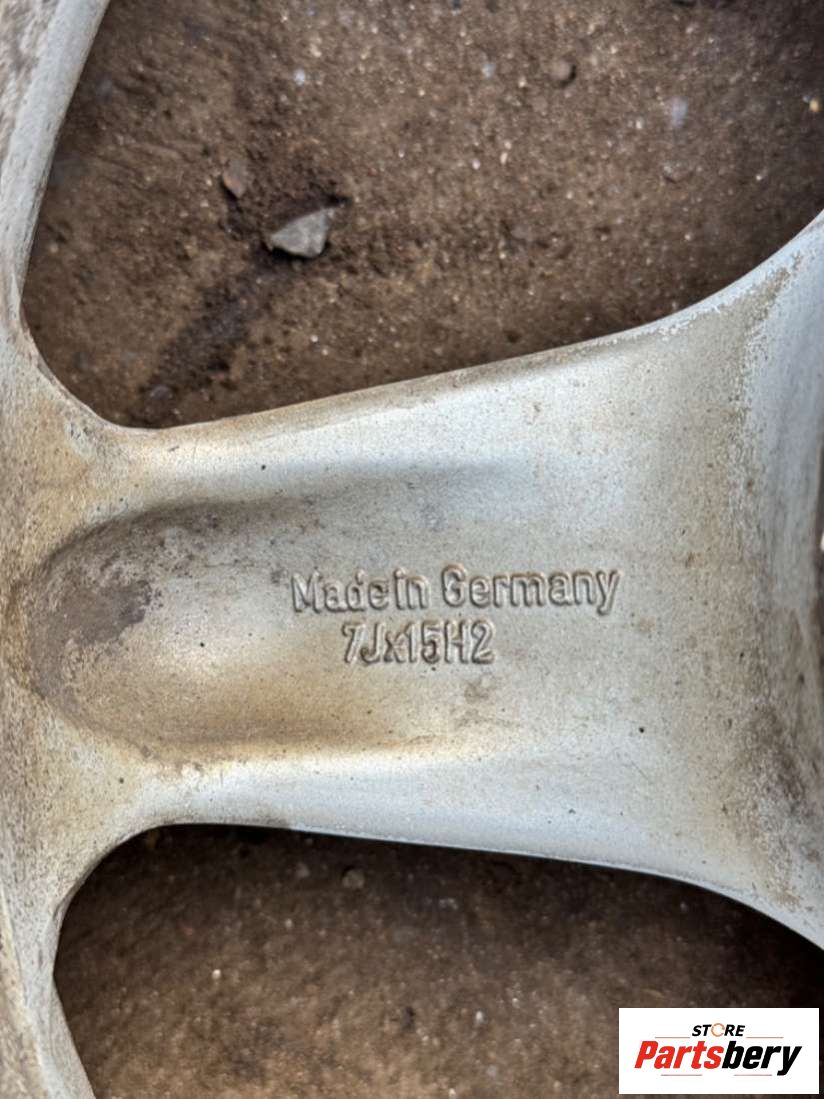 Made in Germany
7Jx15H2
STORE
Partsbery